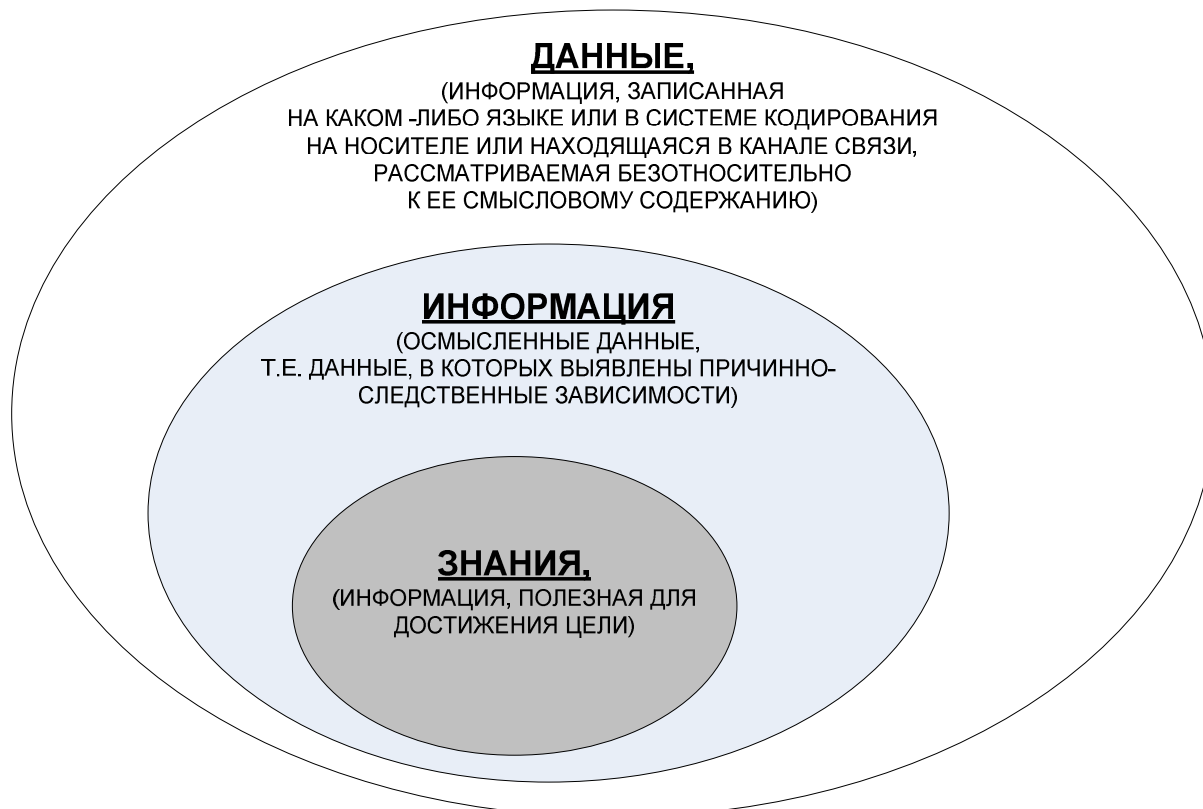 ДАННЫЕ,
(ИНФОРМАЦИЯ, ЗАПИСАННАЯ
НА КАКОМ -ЛИБО ЯЗЫКЕ ИЛИ В СИСТЕМЕ КОДИРОВАНИЯ
НА НОСИТЕЛЕ ИЛИ НАХОДЯЩАЯСЯ В КАНАЛЕ СВЯЗИ,
РАССМАТРИВАЕМАЯ БЕЗОТНОСИТЕЛЬНО
К ЕЕ СМЫСЛОВОМУ СОДЕРЖАНИЮ)
ИНФОРМАЦИЯ
(ОСМЫСЛЕННЫЕ ДАННЫЕ,
Т.Е. ДАННЫЕ, В КОТОРЫХ ВЫЯВЛЕНЫ ПРИЧИННО-
СЛЕДСТВЕННЫЕ ЗАВИСИМОСТИ)
ЗНАНИЯ,
(ИНФОРМАЦИЯ, ПОЛЕЗНАЯ ДЛЯ
ДОСТИЖЕНИЯ ЦЕЛИ)